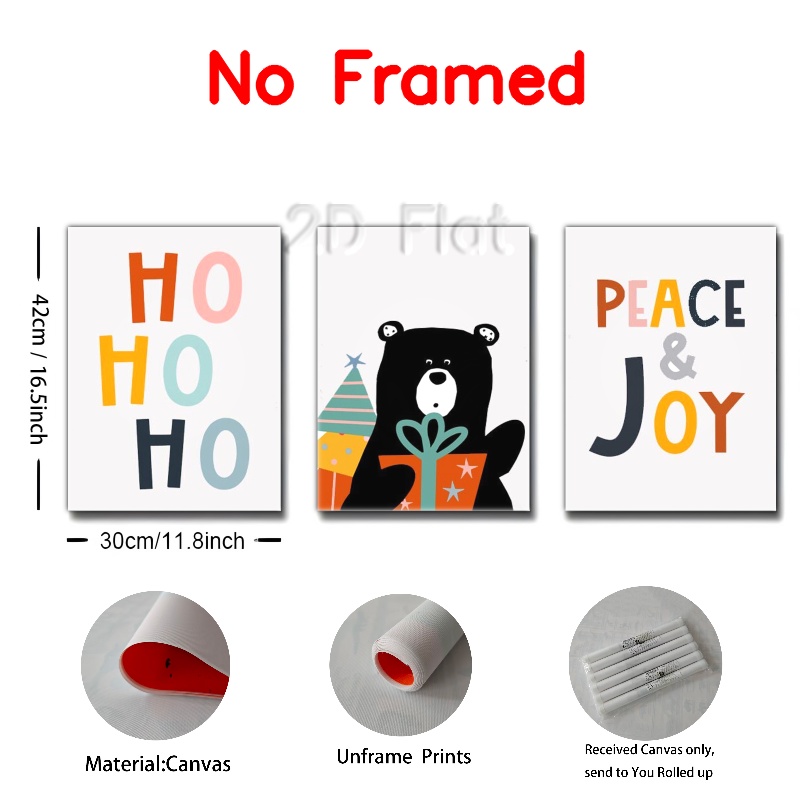 No Framed
2D Flat
42cm / 16.5inch
HO
HO
HO
PEACE
&
JOY
30cm/11.8inch
Material:Canvas
Unframe Prints
Received Canvas only,
send to You Rolled up